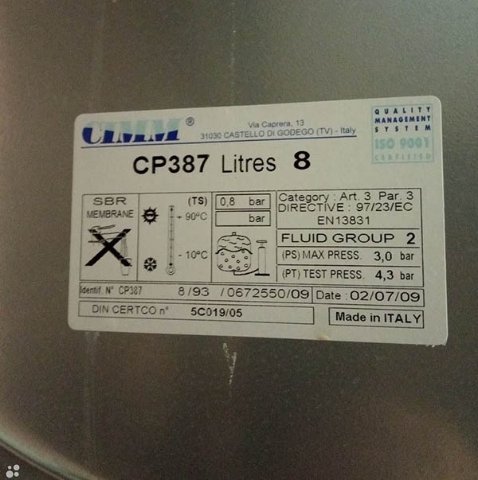 CIMM®
Via Caprera, 13
31030 CASTELLO DI GODEGO (TV) - Italy
QUALITY
MANAGEMENT
SYSTEM
ISO 9001
CERTIFIED
CP387 Litres 8
SBR
MEMBRANE
(TS)
+ 90°C
- 10°C
0,8 bar
bar
Category : Art. 3 Par. 3
DIRECTIVE : 97/23/EC
EN13831
FLUID GROUP 2
(PS) MAX PRESS. 3,0 bar
(PT) TEST PRESS. 4,3 bar
Identif. N° CP387 8/93 /0672550/09 Date : 02/07/09
DIN CERTCO n° 5C019/05
Made in ITALY